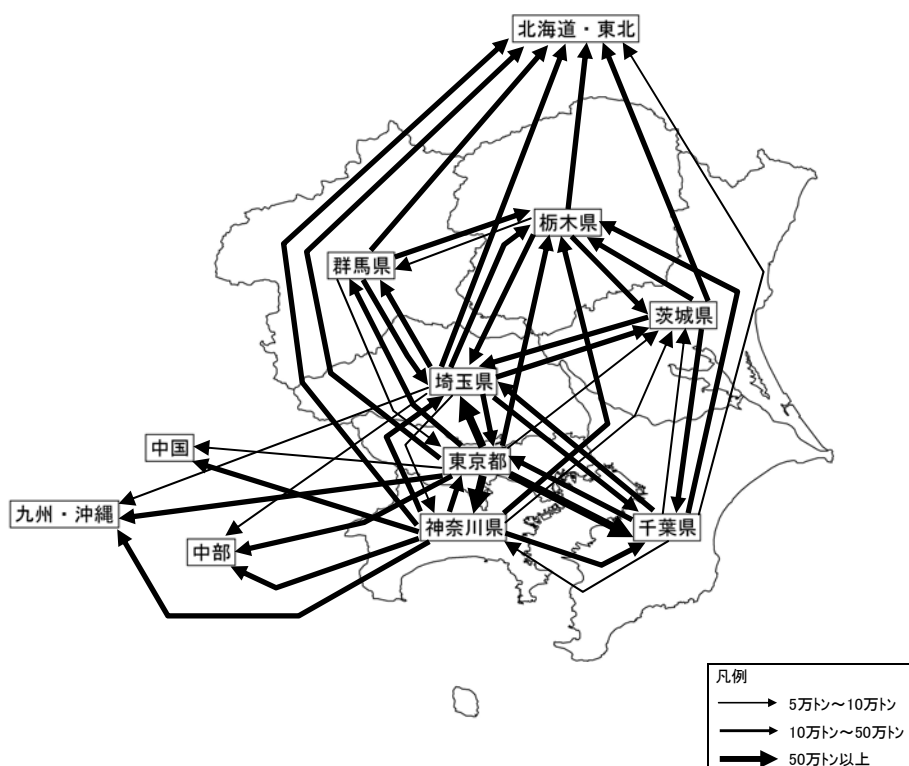 北海道・東北
栃木県
群馬県
茨城県
埼玉県
中国
東京都
九州・沖縄
神奈川県
千葉県
中部
凡例
5万トン～10万トン
10万トン～50万トン
50万トン以上